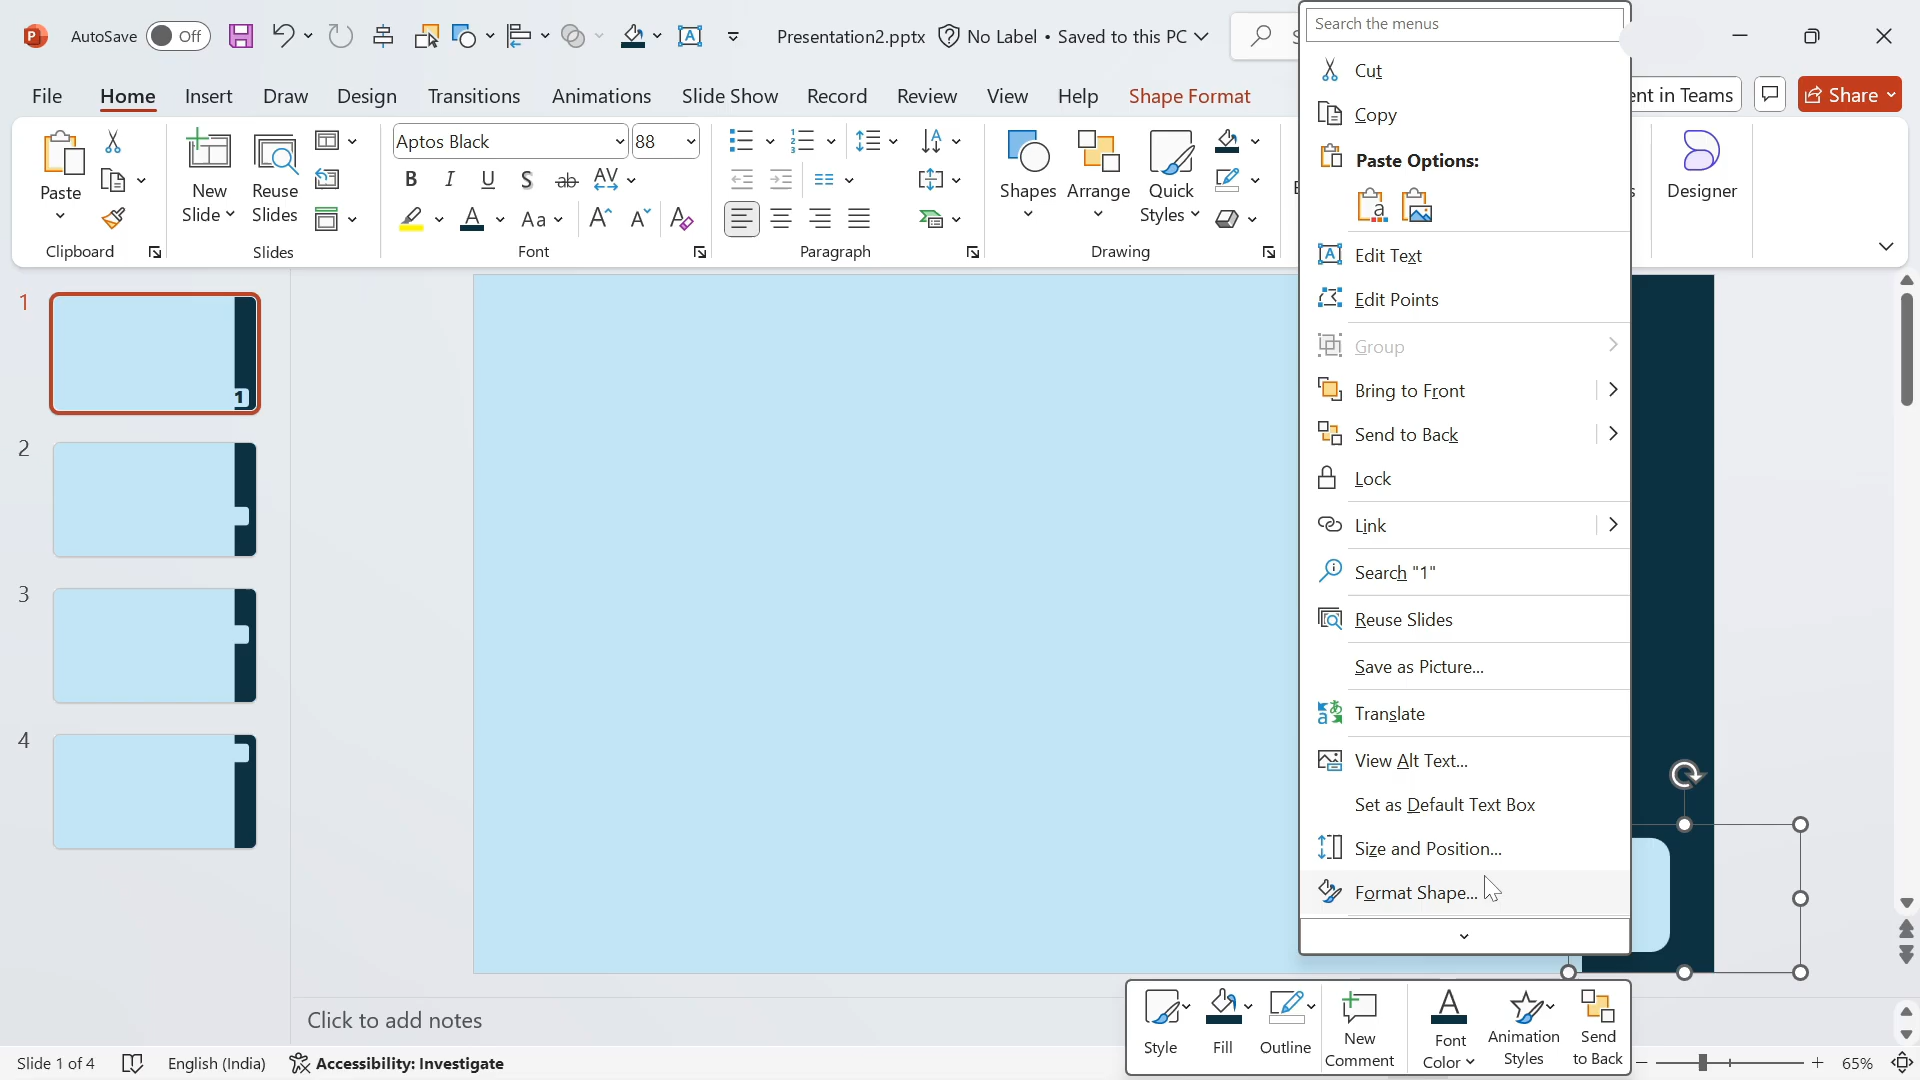 AutoSave Off Presentation2.pptx No Label • Saved to this PC
Search the menus
File Home Insert Draw Design Transitions Animations Slide Show Record Review View Help Shape Format
ent in Teams Share
Paste
New Slide
Reuse Slides
Aptos Black 88
Shapes Arrange Quick Styles
Designer
Clipboard Slides Font Paragraph Drawing
Cut
Copy
Paste Options:
Edit Text
Edit Points
Group
Bring to Front
Send to Back
Lock
Link
Search "1"
Reuse Slides
Save as Picture...
Translate
View Alt Text...
Set as Default Text Box
Size and Position...
Format Shape...
1
1
2
3
4
Click to add notes
Style Fill Outline New Comment Font Color Animation Styles Send to Back
Slide 1 of 4 English (India) Accessibility: Investigate 65%